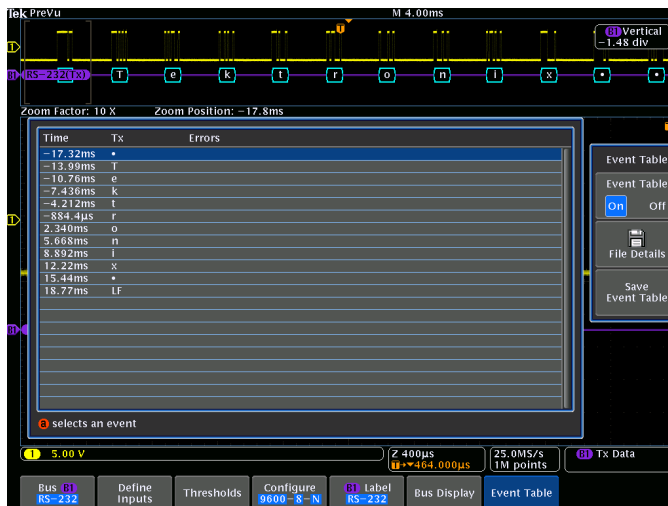 Tek PreVu M 4.00ms
T
B1 Vertical
-1.48 div
1
B1 RS-232(Tx) T e k t r o n i x • •
Zoom Factor: 10 X Zoom Position: -17.8ms
Time Tx Errors
-17.32ms •
-13.99ms T
-10.76ms e
-7.436ms k
-4.212ms t
-884.4µs r
2.340ms o
5.668ms n
8.892ms i
12.22ms x
15.44ms •
18.77ms LF
a selects an event
Event Table
Event Table
On Off
File Details
Save
Event Table
1
B1
1 5.00 V
Z 400µs
T→▼464.000µs
25.0MS/s
1M points
B1 Tx Data
Bus B1
RS-232
Define
Inputs
Thresholds
Configure
9600-8-N
B1 Label
RS-232
Bus Display
Event Table